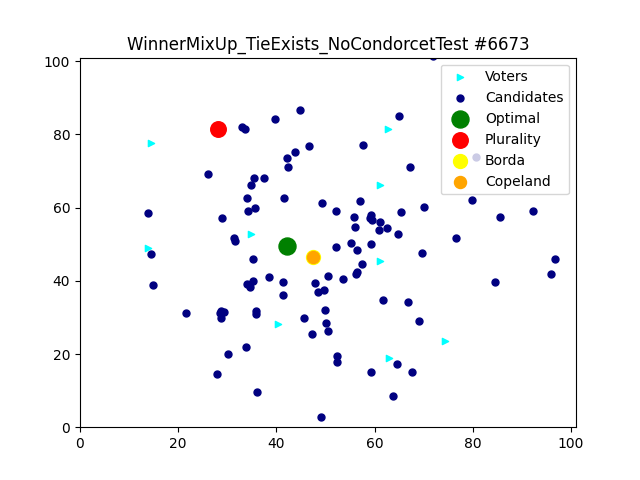 WinnerMixUp_TieExists_NoCondorcetTest #6673
100
80
60
40
20
0
0 20 40 60 80 100
Voters
Candidates
Optimal
Plurality
Borda
Copeland